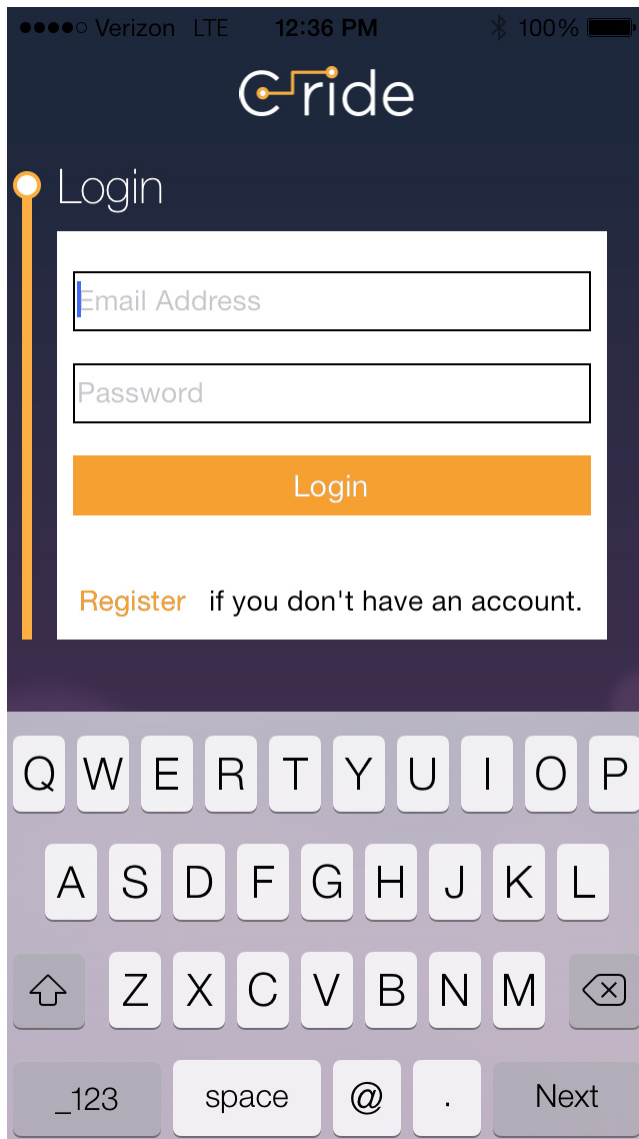 Verizon LTE 12:36 PM 100%
C-ride
Login
Email Address
Password
Login
Register if you don't have an account.
Q W E R T Y U I O P
A S D F G H J K L
Z X C V B N M
_123 space @ . Next